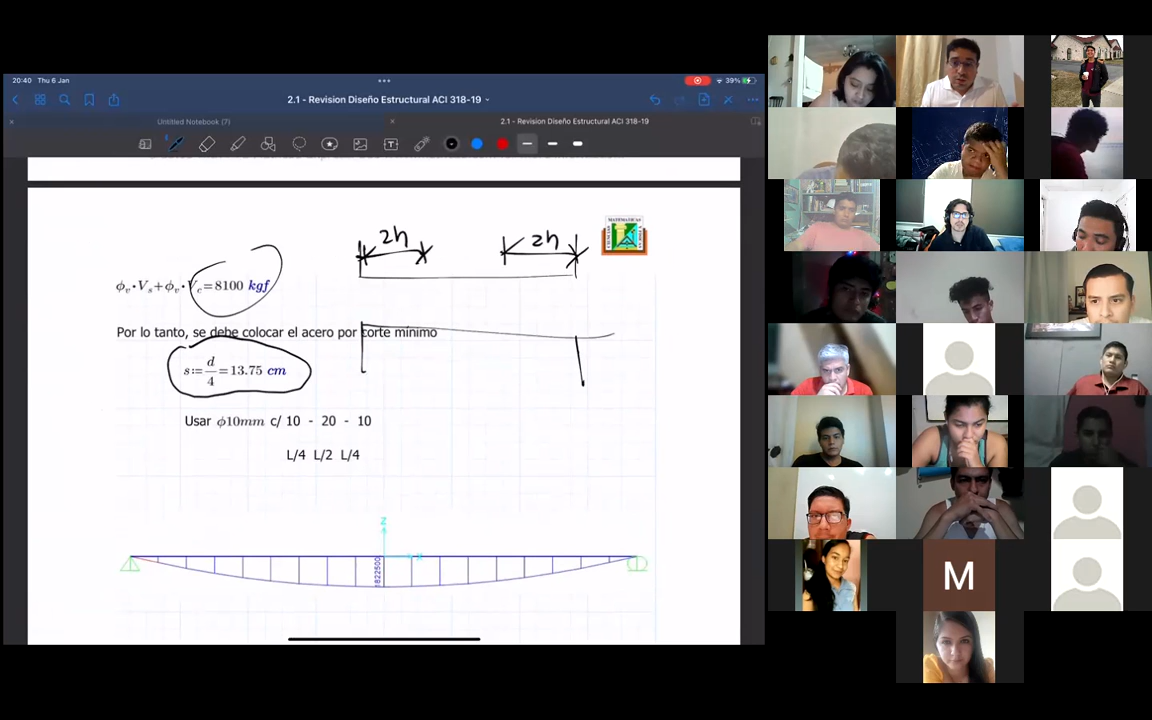 20:40 Thu 6 Jan
39%
2.1 - Revision Diseño Estructural ACI 318-19
Untitled Notebook (7)
2.1 - Revision Diseño Estructural ACI 318-19
2h 2h
MATEMATICAS
ϕv•Vs+ϕv•Vc=8100 kgf
Por lo tanto, se debe colocar el acero por corte mínimo
s:=d/4=13.75 cm
Usar ϕ10mm c/ 10 - 20 - 10
L/4 L/2 L/4
Z
X
1822500
M